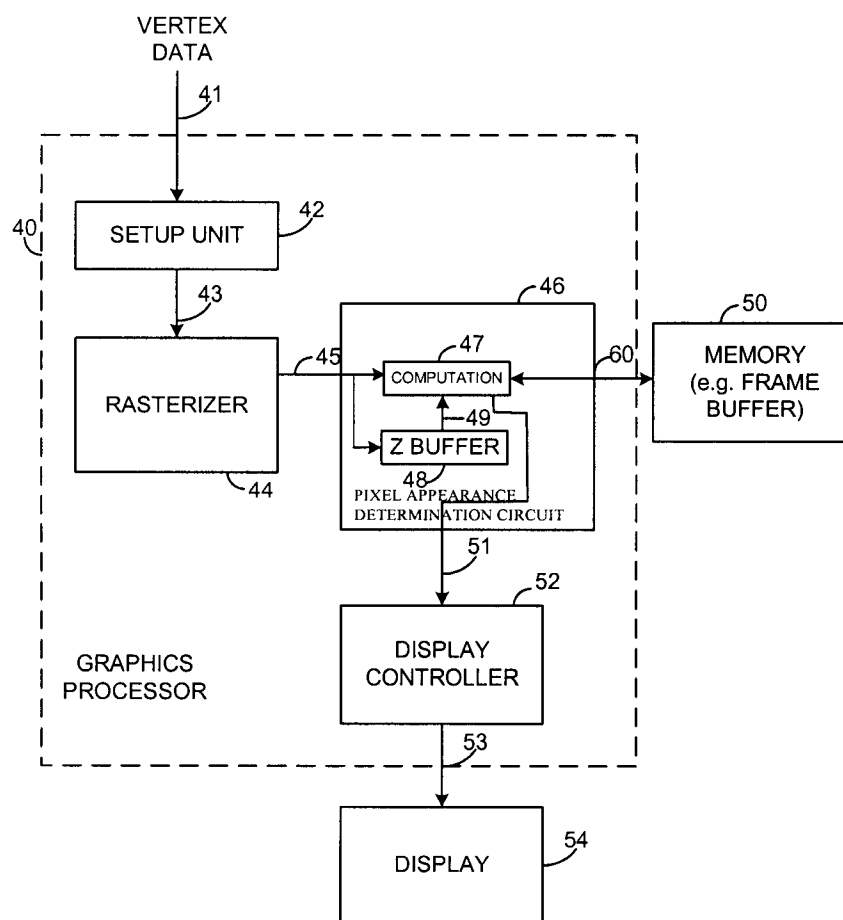 VERTEX
DATA
41
40
SETUP UNIT
42
43
46
50
RASTERIZER
44
45
47
COMPUTATION
60
MEMORY
(e.g. FRAME
BUFFER)
49
Z BUFFER
48
PIXEL APPEARANCE
DETERMINATION CIRCUIT
51
52
DISPLAY
CONTROLLER
GRAPHICS
PROCESSOR
53
DISPLAY
54